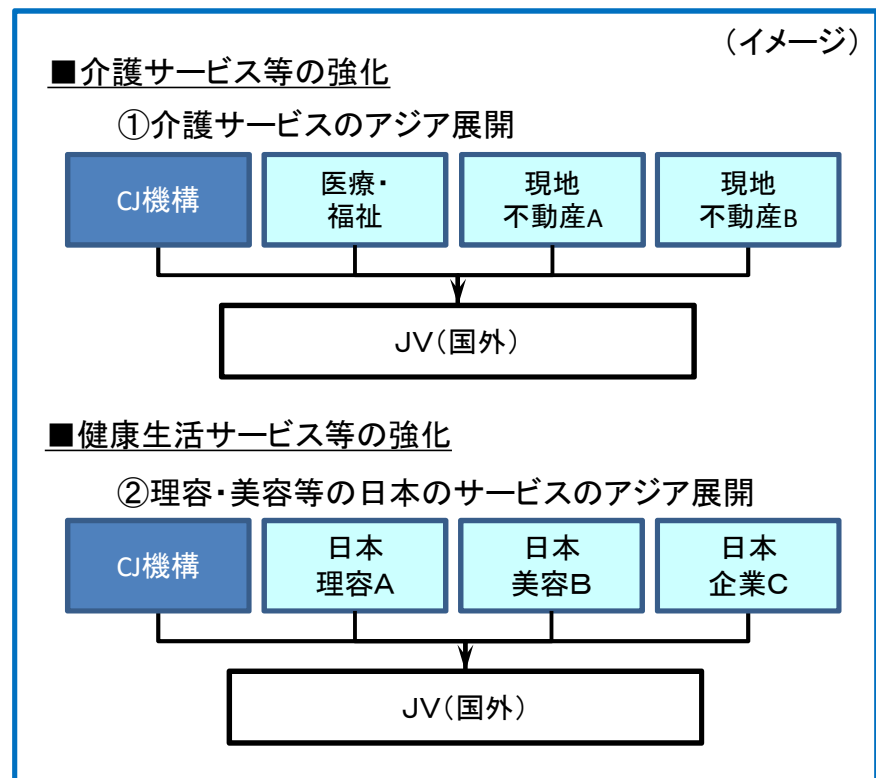 （イメージ）
■介護サービス等の強化
①介護サービスのアジア展開
CJ機構
医療・
福祉
現地
不動産A
現地
不動産B
ＪＶ（国外）
■健康生活サービス等の強化
②理容・美容等の日本のサービスのアジア展開
CJ機構
日本
理容Ａ
日本
美容Ｂ
日本
企業Ｃ
ＪＶ（国外）